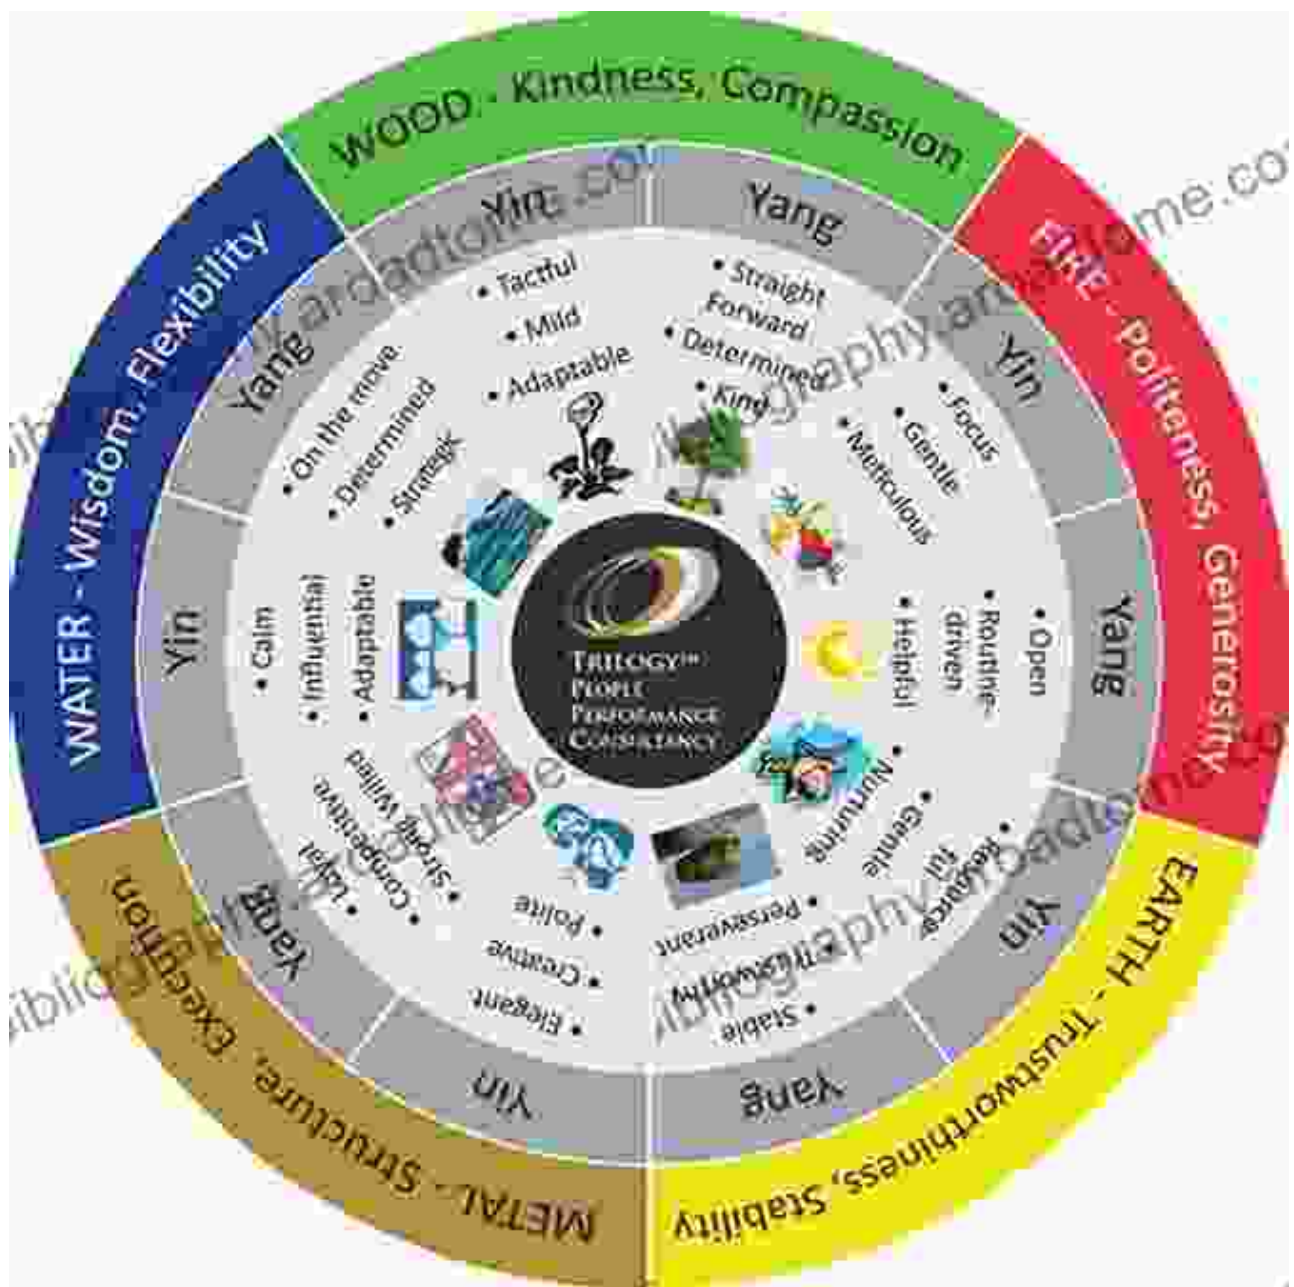 WOOD - Kindness, Compassion
Yin
• Tactful
• Mild
• Adaptable
Yang
• Straight
Forward
• Determined
• King
FIRE - Politeness, Generosity
Yin
• Focus
• Gentle
• Meticulous
Yang
• Open
• Routine-
driven
• Helpful
EARTH - Trustworthiness, Stability
Yin
• Resource
ful
• Gentle
• Nurturing
Yang
• Stable
• Trustworthy
• Perseverant
METAL - Structure, Execution
Yin
• Elegant
• Creative
• Polite
Yang
• Loyal
• Competitive
• Strong Willed
WATER - Wisdom, Flexibility
Yin
• Calm
• Influential
• Adaptable
Yang
• On the move
• Determined
• Strategic
TRILOGY™
PEOPLE
PERFORMANCE
CONSULTANCY